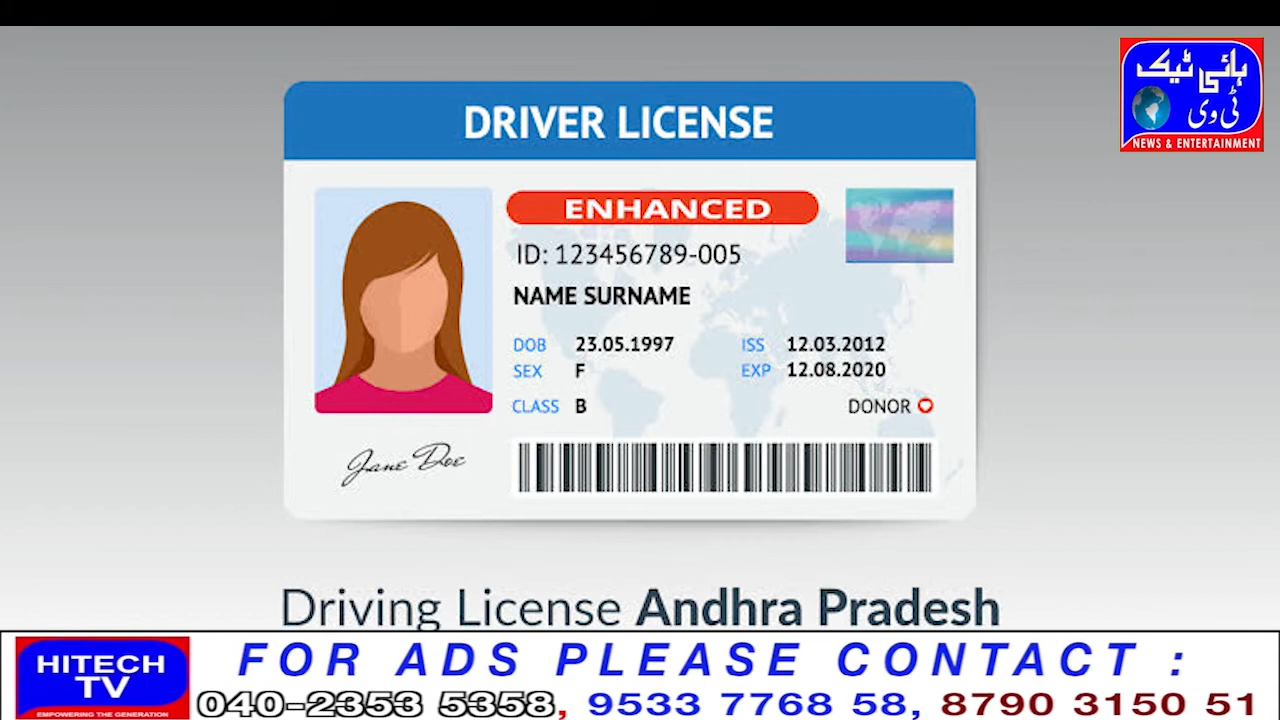 ہائی ٹیک
ٹی وی
NEWS & ENTERTAINMENT
DRIVER LICENSE
ENHANCED
ID: 123456789-005
NAME SURNAME
DOB 23.05.1997 ISS 12.03.2012
SEX F EXP 12.08.2020
CLASS B DONOR
Jane Doe
Driving License Andhra Pradesh
HITECH
TV
EMPOWERING THE GENERATION
FOR ADS PLEASE CONTACT :
040-2353 5358, 9533 7768 58, 8790 3150 51